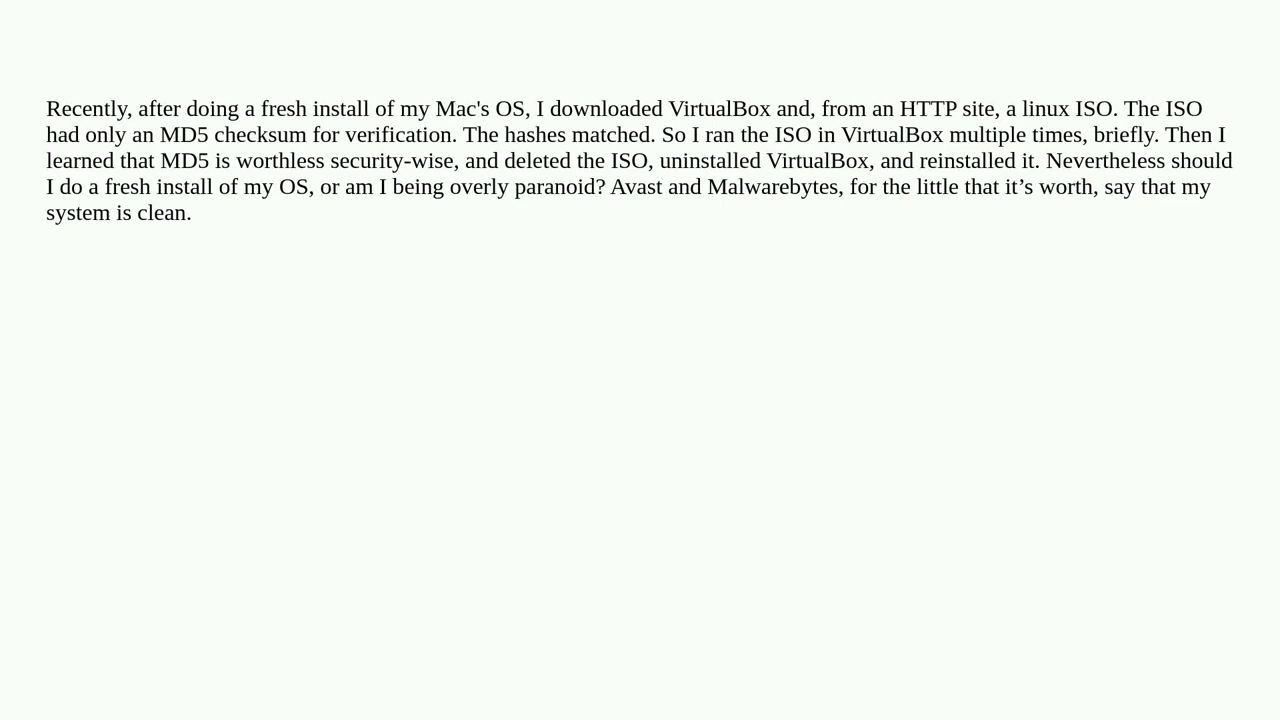 Recently, after doing a fresh install of my Mac's OS, I downloaded VirtualBox and, from an HTTP site, a linux ISO. The ISO
had only an MD5 checksum for verification. The hashes matched. So I ran the ISO in VirtualBox multiple times, briefly. Then I
learned that MD5 is worthless security-wise, and deleted the ISO, uninstalled VirtualBox, and reinstalled it. Nevertheless should
I do a fresh install of my OS, or am I being overly paranoid? Avast and Malwarebytes, for the little that it’s worth, say that my
system is clean.